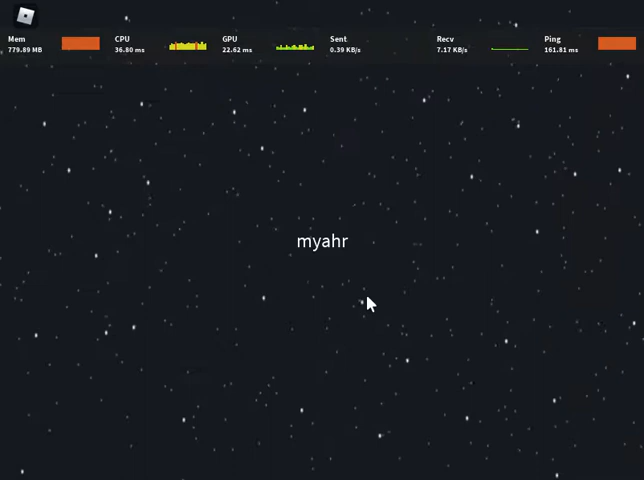 Mem CPU GPU Sent Recv Ping
779.89 MB 36.80 ms 22.62 ms 0.39 KB/s 7.17 KB/s 161.81 ms
myahr